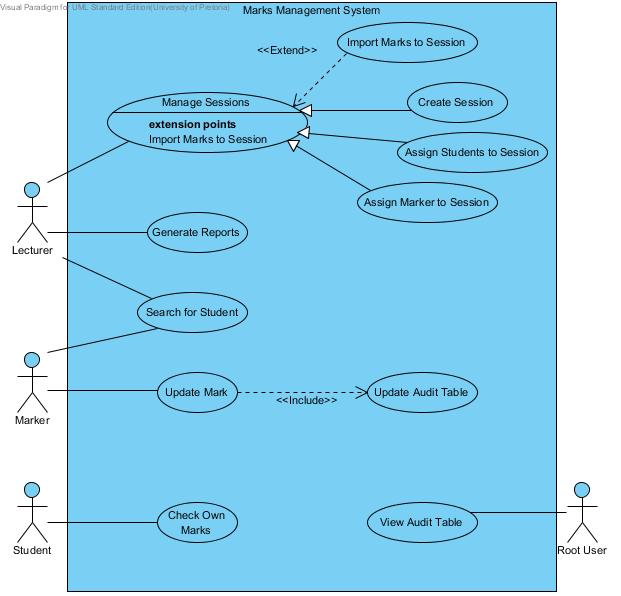 Visual Paradigm for UML Standard Edition(University of Pretoria)
Marks Management System
Import Marks to Session
<<Extend>>
Manage Sessions
extension points
Import Marks to Session
Create Session
Assign Students to Session
Assign Marker to Session
Lecturer
Generate Reports
Search for Student
Marker
Update Mark
<<Include>>
Update Audit Table
Student
Check Own
Marks
View Audit Table
Root User